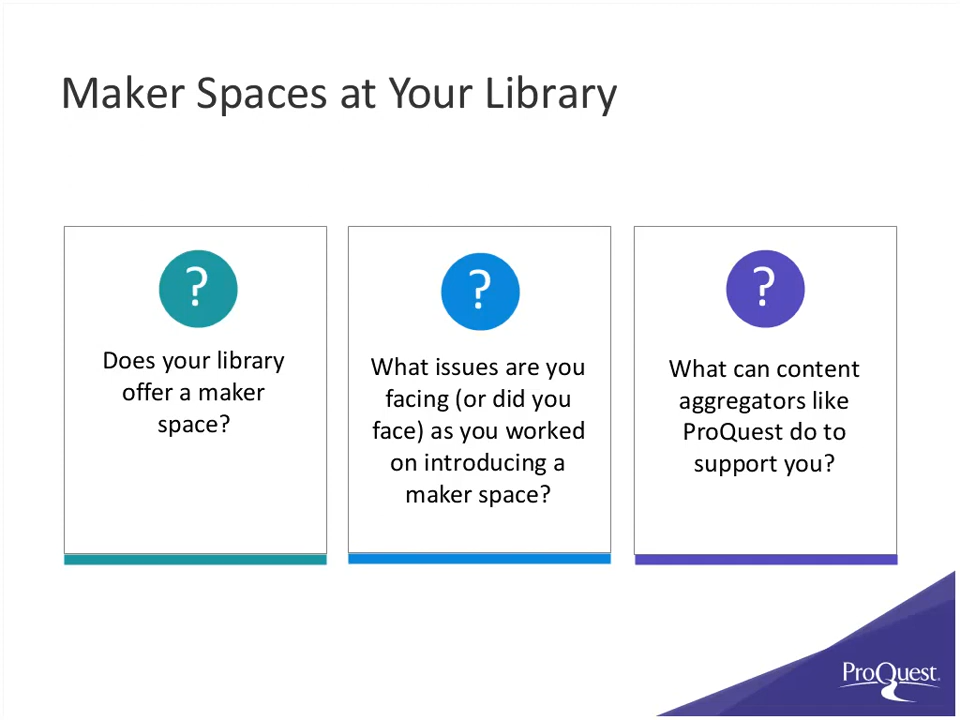 Maker Spaces at Your Library
?
Does your library
offer a maker
space?
?
What issues are you
facing (or did you
face) as you worked
on introducing a
maker space?
?
What can content
aggregators like
ProQuest do to
support you?
ProQuest.